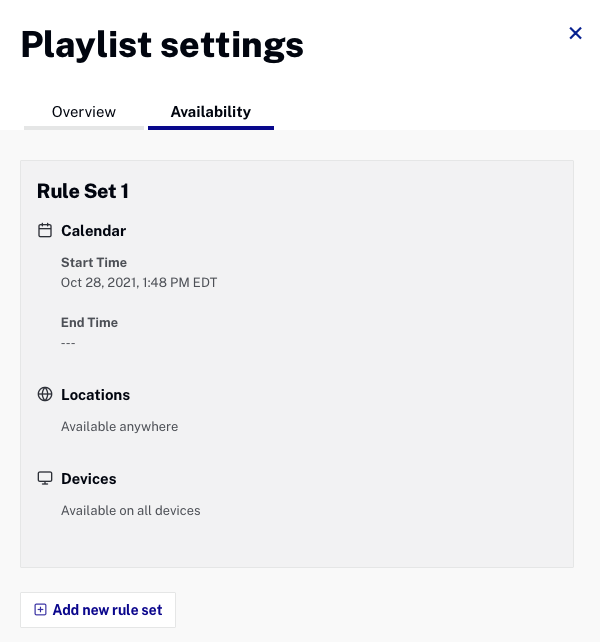 Playlist settings
Overview
Availability
Rule Set 1
Calendar
Start Time
Oct 28, 2021, 1:48 PM EDT
End Time
---
Locations
Available anywhere
Devices
Available on all devices
Add new rule set